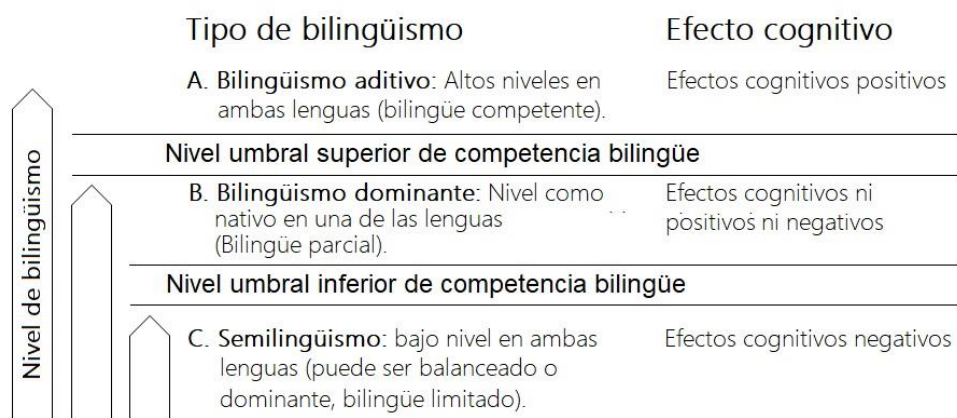 Tipo de bilingüismo
Efecto cognitivo
A. Bilingüismo aditivo: Altos niveles en
ambas lenguas (bilingüe competente).
Efectos cognitivos positivos
Nivel umbral superior de competencia bilingüe
B. Bilingüismo dominante: Nivel como
nativo en una de las lenguas
(Bilingüe parcial).
Efectos cognitivos ni
positivos ni negativos
Nivel umbral inferior de competencia bilingüe
C. Semilingüismo: bajo nivel en ambas
lenguas (puede ser balanceado o
dominante, bilingüe limitado).
Efectos cognitivos negativos
Nivel de bilingüismo